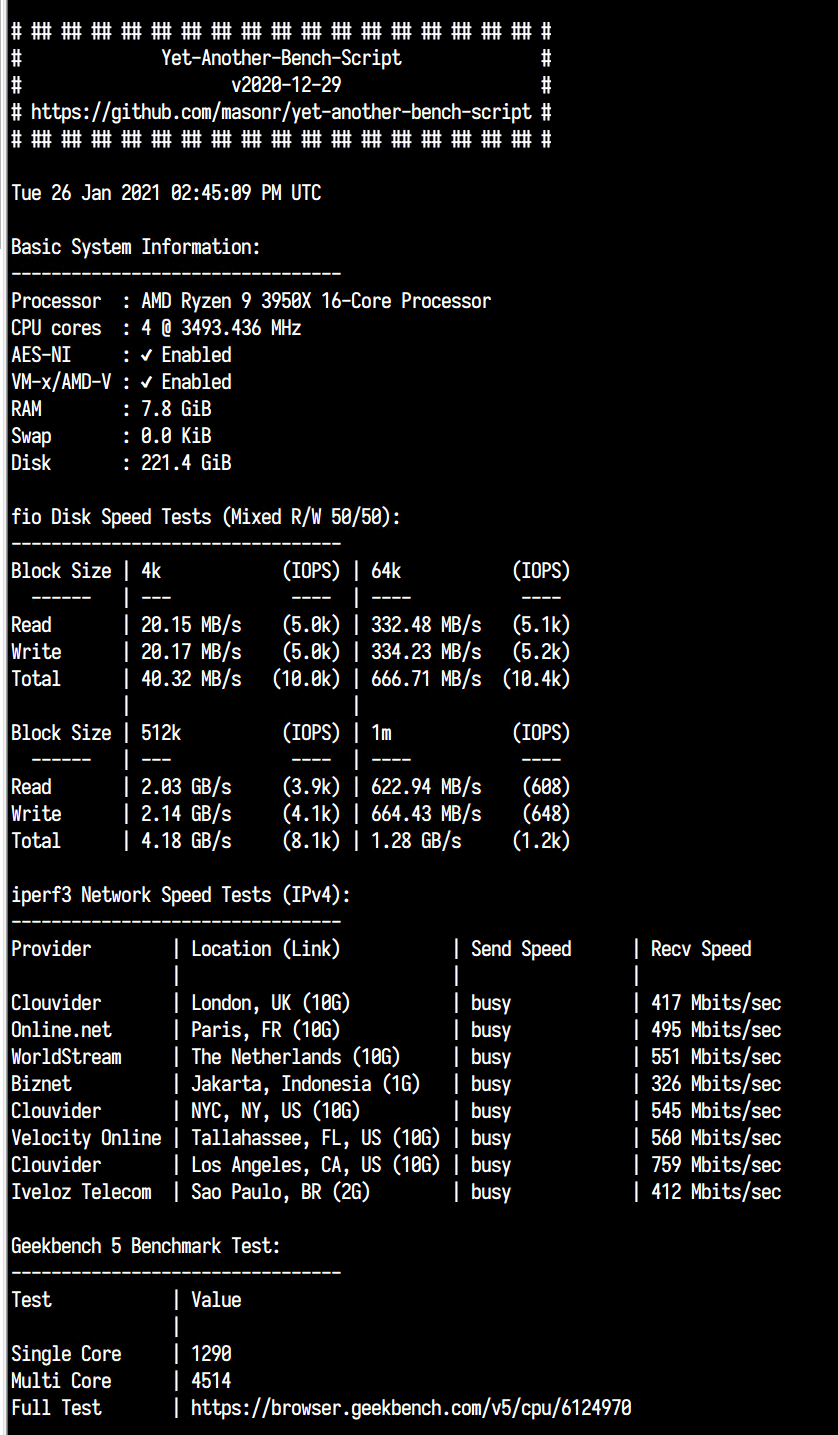 # ## ## ## ## ## ## ## ## ## ## ## ## ## ## ## ## ## #
#              Yet-Another-Bench-Script              #
#                     v2020-12-29                    #
# https://github.com/masonr/yet-another-bench-script #
# ## ## ## ## ## ## ## ## ## ## ## ## ## ## ## ## ## #

Tue 26 Jan 2021 02:45:09 PM UTC

Basic System Information:
---------------------------------
Processor  : AMD Ryzen 9 3950X 16-Core Processor
CPU cores  : 4 @ 3493.436 MHz
AES-NI     : ✔ Enabled
VM-x/AMD-V : ✔ Enabled
RAM        : 7.8 GiB
Swap       : 0.0 KiB
Disk       : 221.4 GiB

fio Disk Speed Tests (Mixed R/W 50/50):
---------------------------------
Block Size | 4k            (IOPS) | 64k           (IOPS)
  ------   | ---            ----  | ----           ----
Read       | 20.15 MB/s    (5.0k) | 332.48 MB/s   (5.1k)
Write      | 20.17 MB/s    (5.0k) | 334.23 MB/s   (5.2k)
Total      | 40.32 MB/s   (10.0k) | 666.71 MB/s  (10.4k)
           |                      |
Block Size | 512k          (IOPS) | 1m            (IOPS)
  ------   | ---            ----  | ----           ----
Read       | 2.03 GB/s     (3.9k) | 622.94 MB/s    (608)
Write      | 2.14 GB/s     (4.1k) | 664.43 MB/s    (648)
Total      | 4.18 GB/s     (8.1k) | 1.28 GB/s     (1.2k)

iperf3 Network Speed Tests (IPv4):
---------------------------------
Provider        | Location (Link)           | Send Speed      | Recv Speed
                |                           |                 |
Clouvider       | London, UK (10G)          | busy            | 417 Mbits/sec
Online.net      | Paris, FR (10G)           | busy            | 495 Mbits/sec
WorldStream     | The Netherlands (10G)     | busy            | 551 Mbits/sec
Biznet          | Jakarta, Indonesia (1G)   | busy            | 326 Mbits/sec
Clouvider       | NYC, NY, US (10G)         | busy            | 545 Mbits/sec
Velocity Online | Tallahassee, FL, US (10G) | busy            | 560 Mbits/sec
Clouvider       | Los Angeles, CA, US (10G) | busy            | 759 Mbits/sec
Iveloz Telecom  | Sao Paulo, BR (2G)        | busy            | 412 Mbits/sec

Geekbench 5 Benchmark Test:
---------------------------------
Test            | Value
                |
Single Core     | 1290
Multi Core      | 4514
Full Test       | https://browser.geekbench.com/v5/cpu/6124970